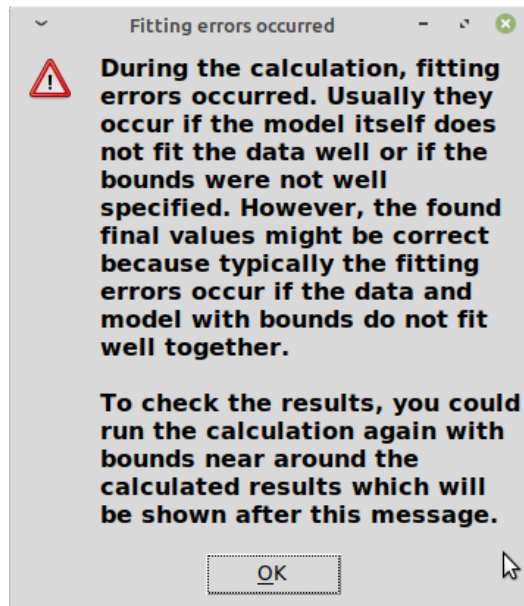 Fitting errors occurred
During the calculation, fitting
errors occurred. Usually they
occur if the model itself does
not fit the data well or if the
bounds were not well
specified. However, the found
final values might be correct
because typically the fitting
errors occur if the data and
model with bounds do not fit
well together.
To check the results, you could
run the calculation again with
bounds near around the
calculated results which will
be shown after this message.
OK